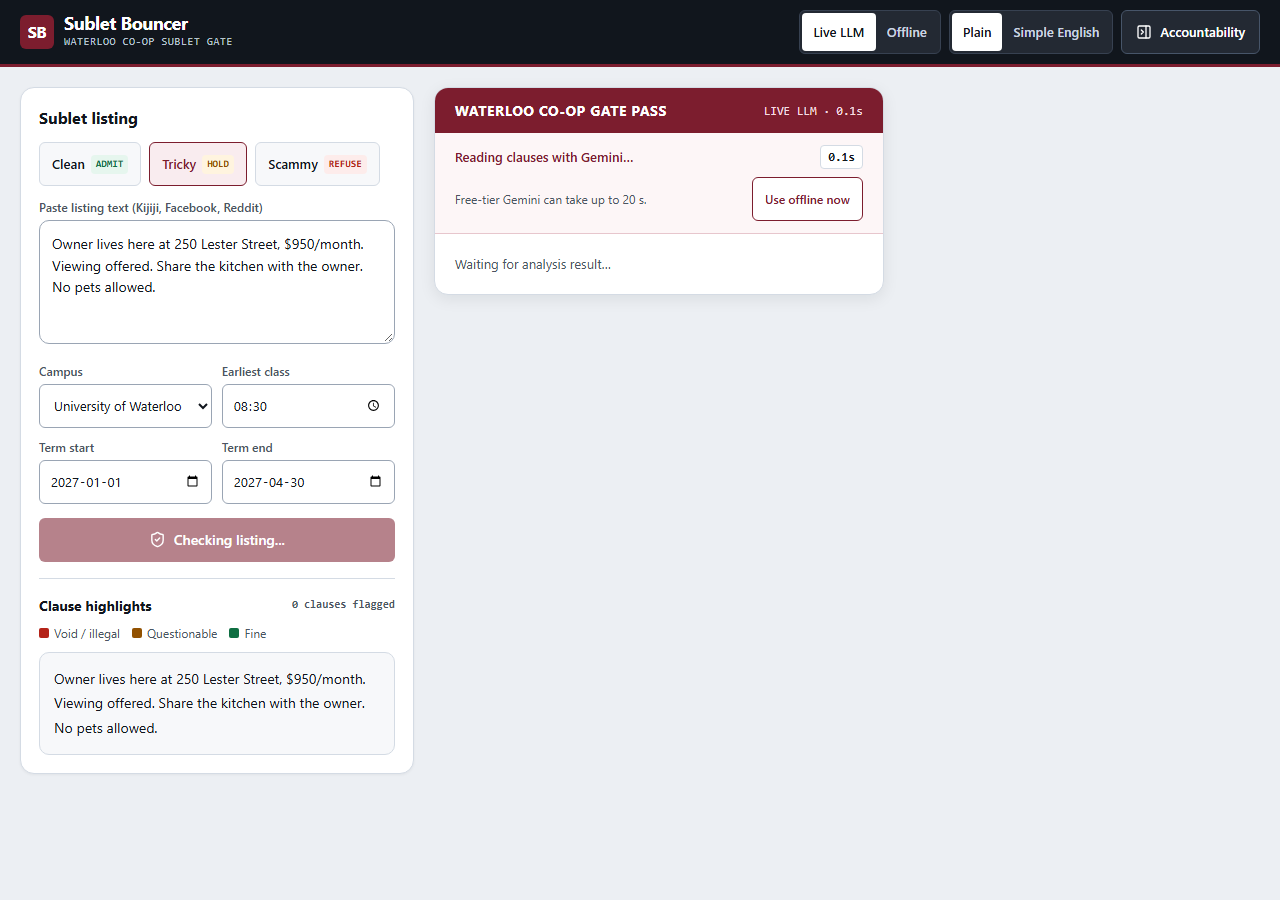 SB
Sublet Bouncer
WATERLOO CO-OP SUBLET GATE
Live LLM Offline
Plain Simple English
Accountability
Sublet listing
Clean ADMIT
Tricky HOLD
Scammy REFUSE
Paste listing text (Kijiji, Facebook, Reddit)
Owner lives here at 250 Lester Street, $950/month.
Viewing offered. Share the kitchen with the owner.
No pets allowed.
Campus
Earliest class
University of Waterloo
08:30
Term start
Term end
2027-01-01
2027-04-30
Checking listing...
Clause highlights
0 clauses flagged
Void / illegal
Questionable
Fine
Owner lives here at 250 Lester Street, $950/month.
Viewing offered. Share the kitchen with the owner.
No pets allowed.
WATERLOO CO-OP GATE PASS
LIVE LLM · 0.1s
Reading clauses with Gemini...
0.1s
Free-tier Gemini can take up to 20 s.
Use offline now
Waiting for analysis result...